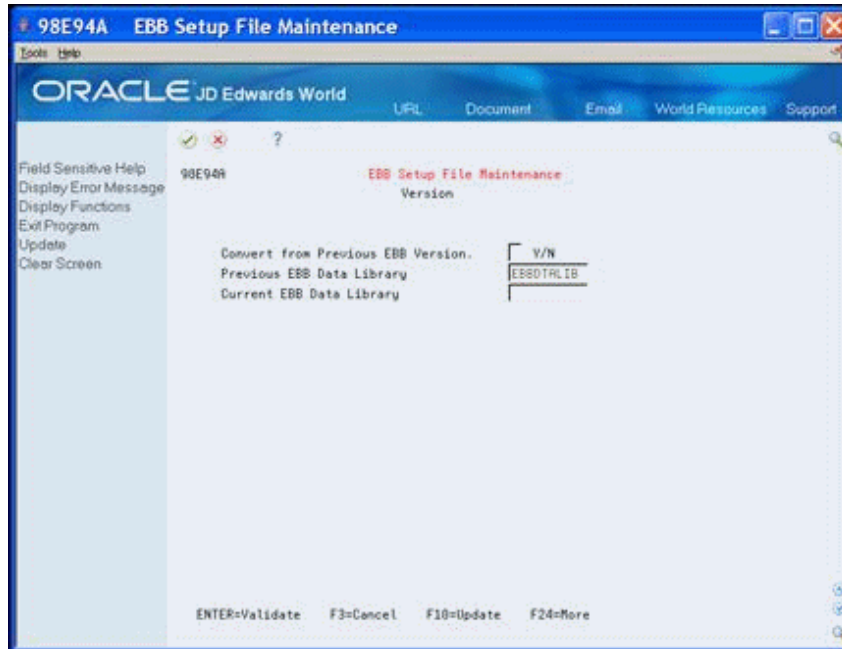 98E94A EBB Setup File Maintenance
Tools Help
ORACLE JD Edwards World
URL Document Email World Resources Support
?
Field Sensitive Help
Display Error Message
Display Functions
Exit Program
Update
Clear Screen
98E94A EBB Setup File Maintenance
Version
Convert from Previous EBB Version. Y/N
Previous EBB Data Library EBBDTALIB
Current EBB Data Library
ENTER=Validate F3=Cancel F10=Update F24=More